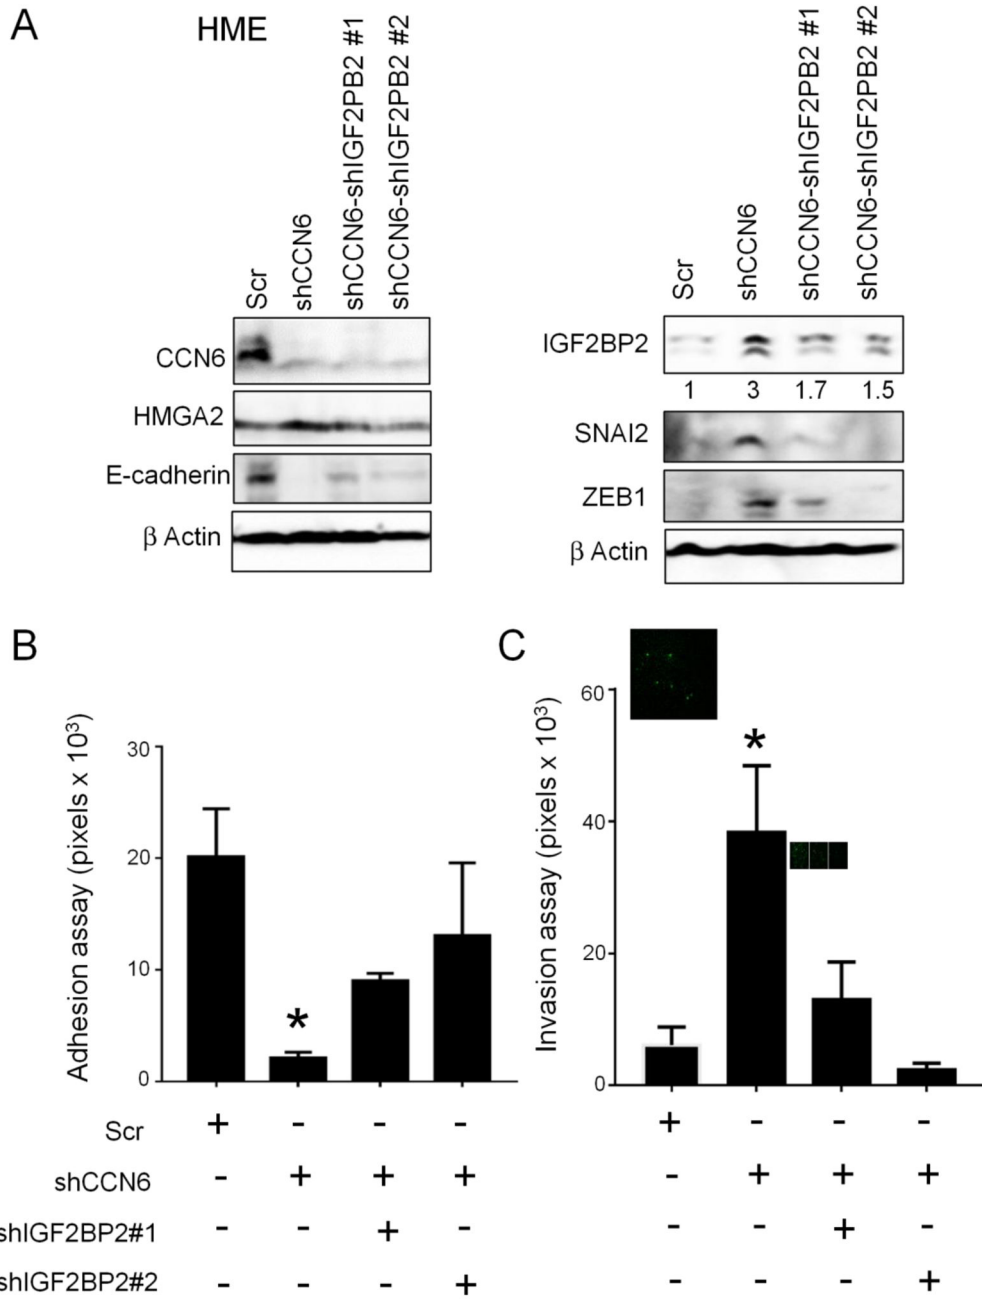 A
HME
Scr
shCCN6
shCCN6-shIGF2PB2 #1
shCCN6-shIGF2PB2 #2
CCN6
HMGA2
E-cadherin
β Actin
Scr
shCCN6
shCCN6-shIGF2PB2 #1
shCCN6-shIGF2PB2 #2
IGF2BP2
1 3 1.7 1.5
SNAI2
ZEB1
β Actin
B
Adhesion assay (pixels x 10³)
30
20
10
0
*
Scr + - - -
shCCN6 - + + +
shIGF2BP2#1 - - + -
shIGF2BP2#2 - - - +
C
Invasion assay (pixels x 10³)
60
40
20
0
*
+ - - -
- + + +
- - + -
- - - +